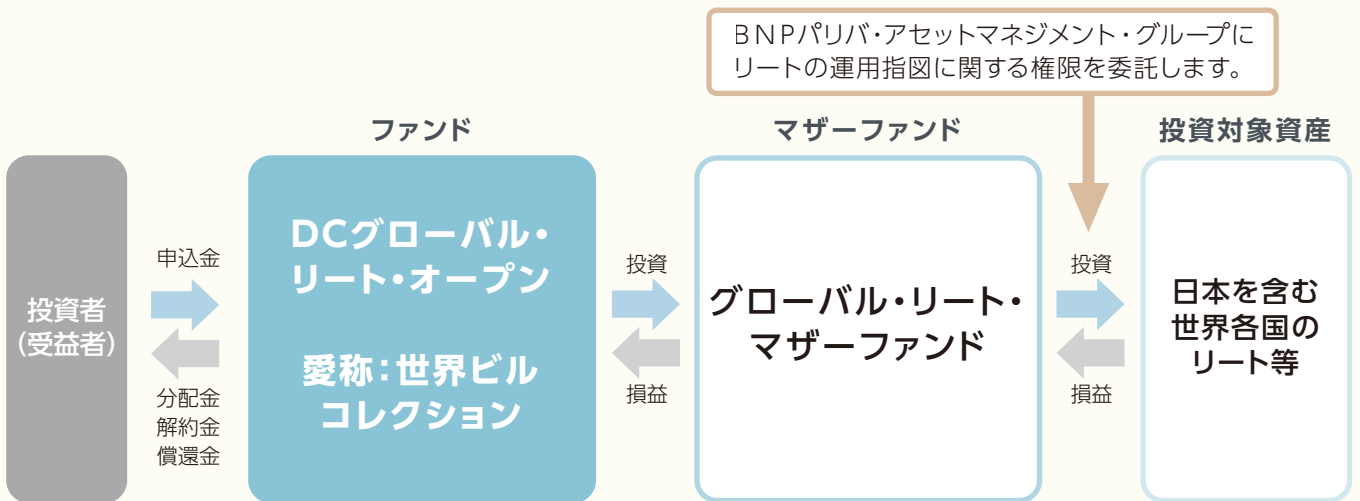 BNPパリバ・アセットマネジメント・グループに
リートの運用指図に関する権限を委託します。
ファンド
マザーファンド
投資対象資産
投資者
(受益者)
申込金
分配金
解約金
償還金
DCグローバル・
リート・オープン
愛称:世界ビル
コレクション
投資
損益
グローバル・リート・
マザーファンド
投資
損益
日本を含む
世界各国の
リート等